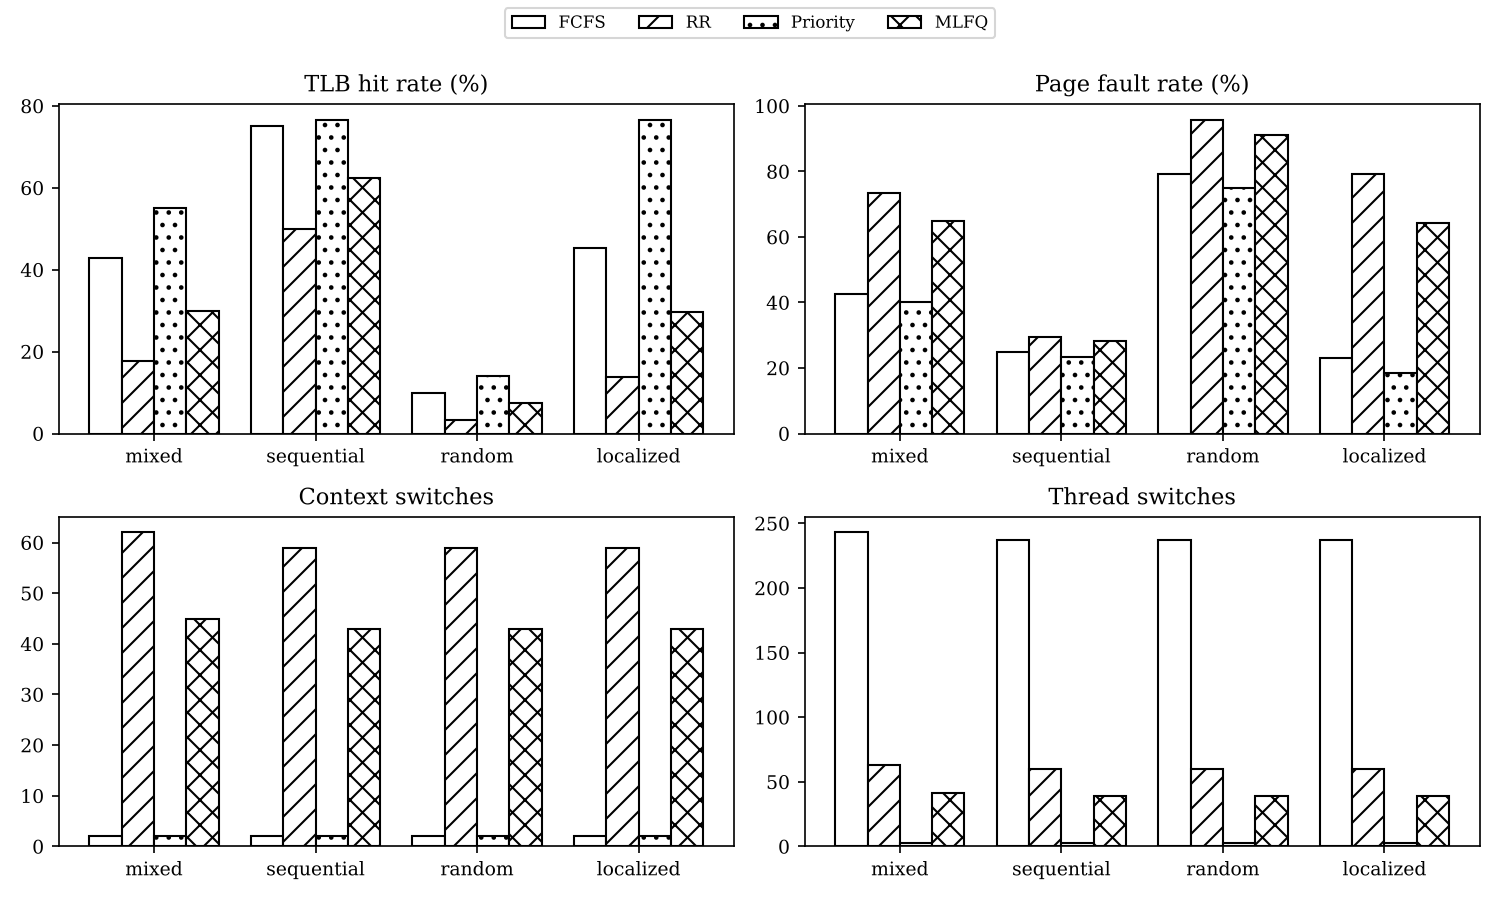 FCFS RR Priority MLFQ
TLB hit rate (%)
80
60
40
20
0
mixed sequential random localized
Page fault rate (%)
100
80
60
40
20
0
mixed sequential random localized
Context switches
60
50
40
30
20
10
0
mixed sequential random localized
Thread switches
250
200
150
100
50
0
mixed sequential random localized